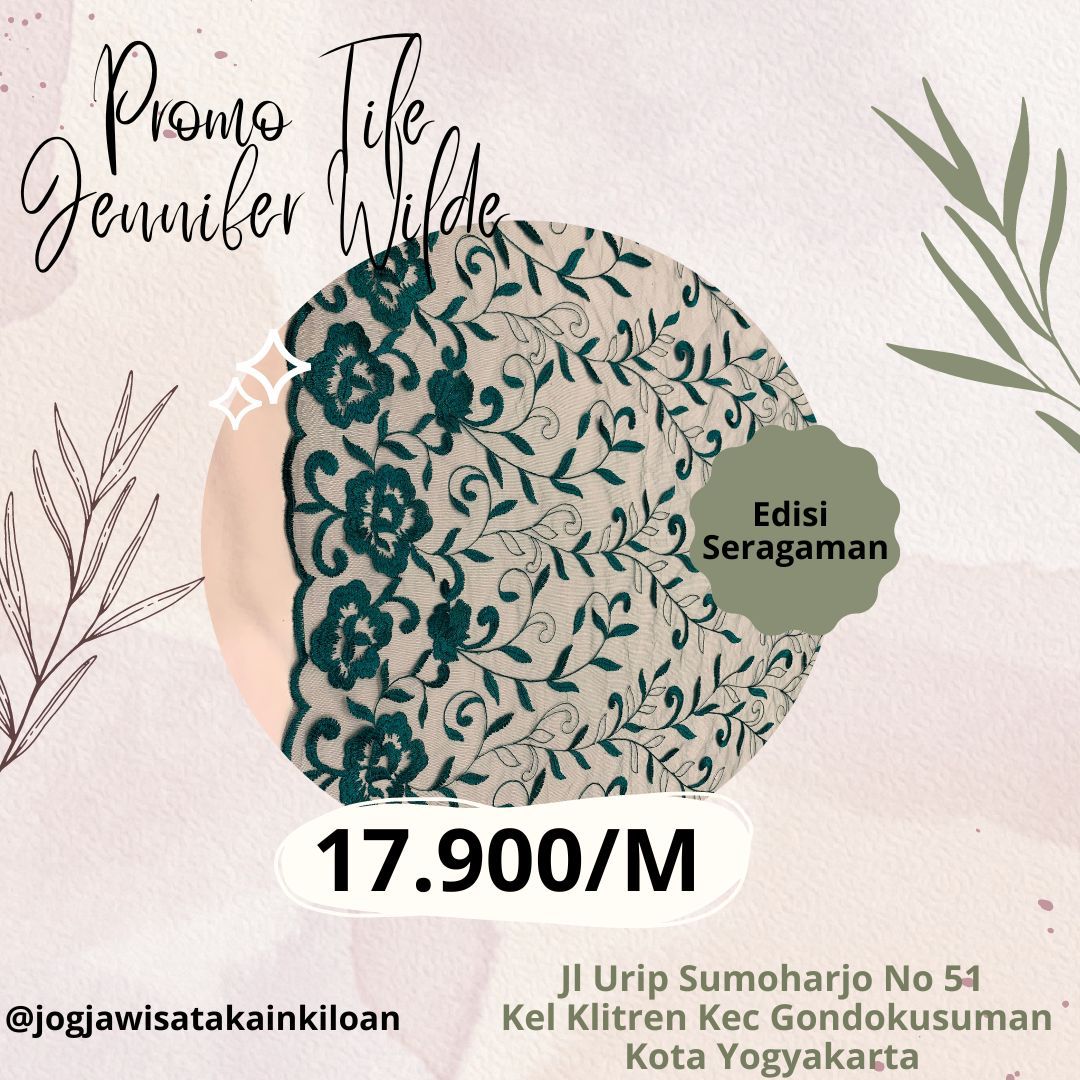 Promo Tile
Jennifer Wilde
Edisi
Seragaman
17.900/M
@jogjawisatakainkiloan
Jl Urip Sumoharjo No 51
Kel Klitren Kec Gondokusuman
Kota Yogyakarta